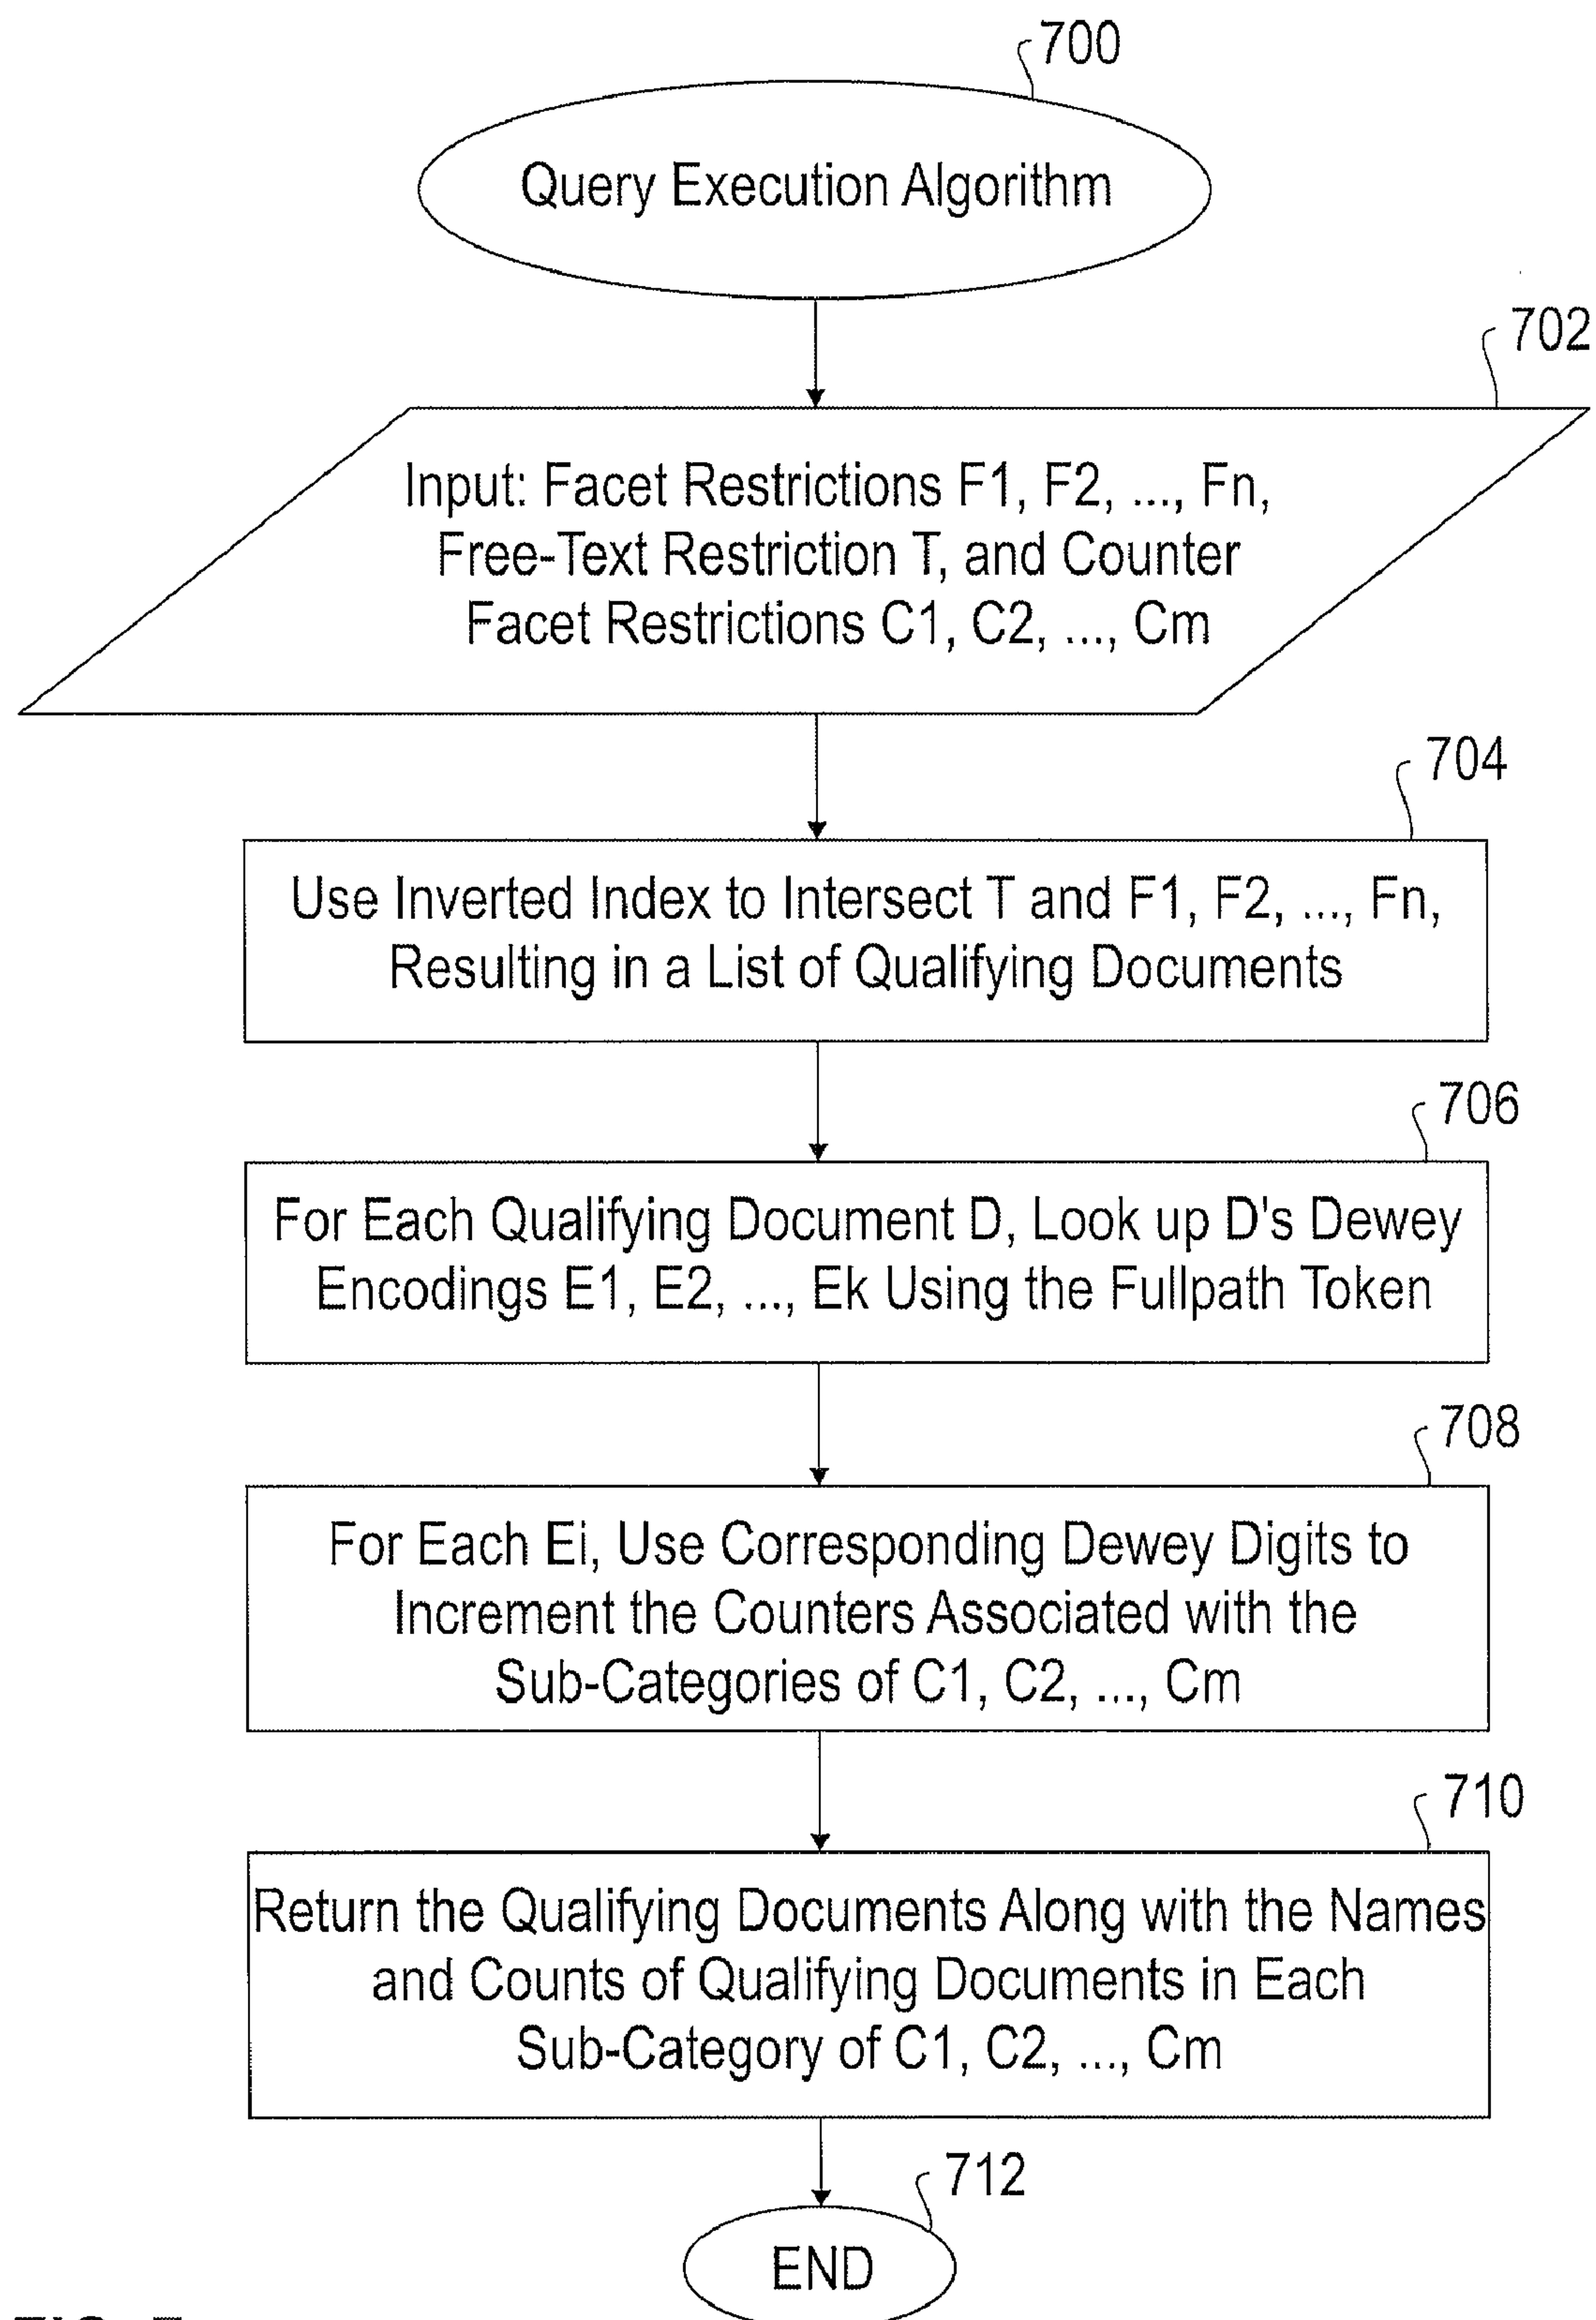 700
Query Execution Algorithm
702
Input: Facet Restrictions F1, F2, ..., Fn,
Free-Text Restriction T, and Counter
Facet Restrictions C1, C2, ..., Cm
704
Use Inverted Index to Intersect T and F1, F2, ..., Fn,
Resulting in a List of Qualifying Documents
706
For Each Qualifying Document D, Look up D's Dewey
Encodings E1, E2, ..., Ek Using the Fullpath Token
708
For Each Ei, Use Corresponding Dewey Digits to
Increment the Counters Associated with the
Sub-Categories of C1, C2, ..., Cm
710
Return the Qualifying Documents Along with the Names
and Counts of Qualifying Documents in Each
Sub-Category of C1, C2, ..., Cm
712
END